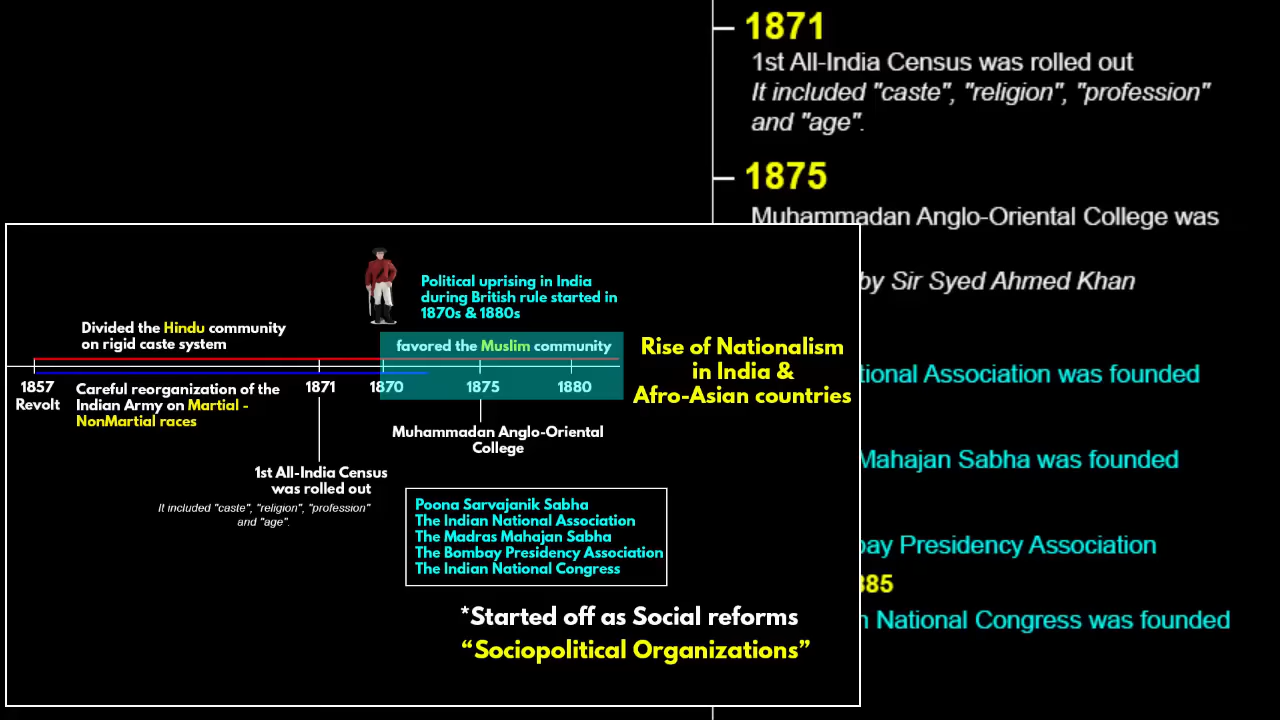 1871
1st All-India Census was rolled out
It included "caste", "religion", "profession"
and "age".
1875
Muhammadan Anglo-Oriental College was
by Sir Syed Ahmed Khan
National Association was founded
Mahajan Sabha was founded
Presidency Association
National Congress was founded
Political uprising in India
during British rule started in
1870s & 1880s
Divided the Hindu community
on rigid caste system
favored the Muslim community
Rise of Nationalism
in India &
Afro-Asian countries
1857
Revolt
Careful reorganization of the
Indian Army on Martial -
NonMartial races
1871
1870
1875
1880
Muhammadan Anglo-Oriental
College
1st All-India Census
was rolled out
It included "caste", "religion", "profession"
and "age".
Poona Sarvajanik Sabha
The Indian National Association
The Madras Mahajan Sabha
The Bombay Presidency Association
The Indian National Congress
*Started off as Social reforms
“Sociopolitical Organizations”